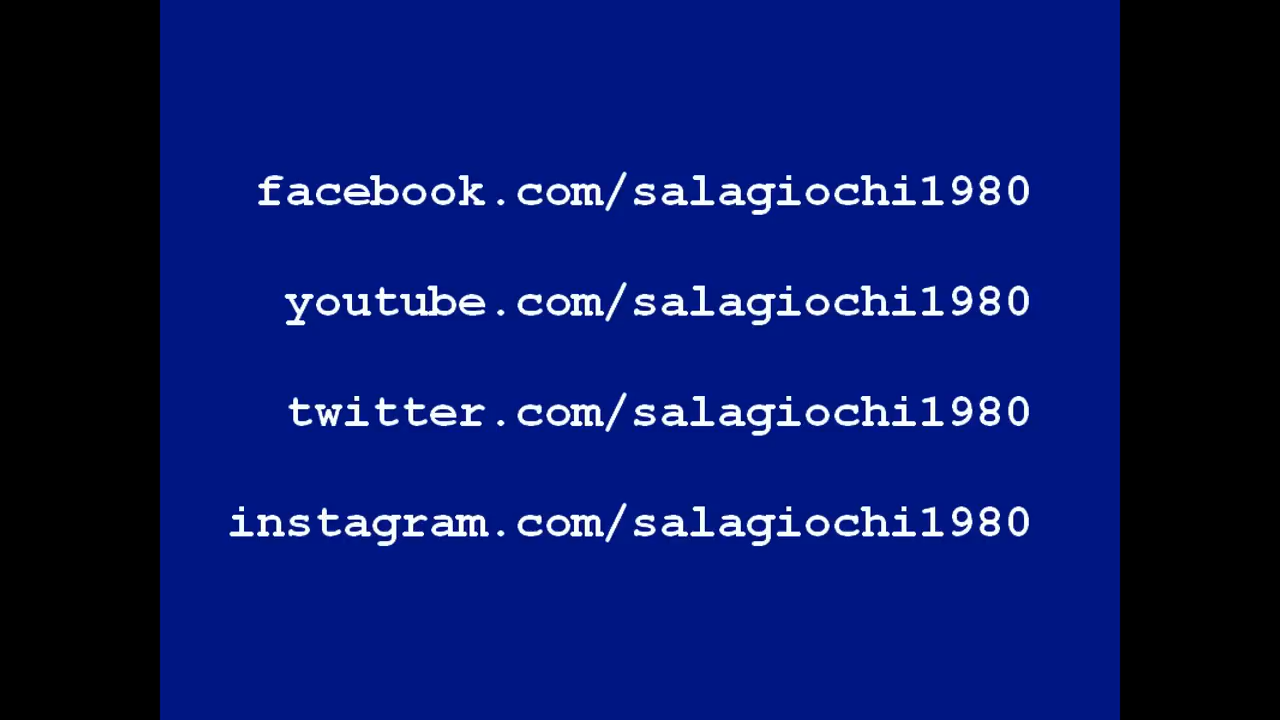 facebook.com/salagiochi1980
youtube.com/salagiochi1980
twitter.com/salagiochi1980
instagram.com/salagiochi1980